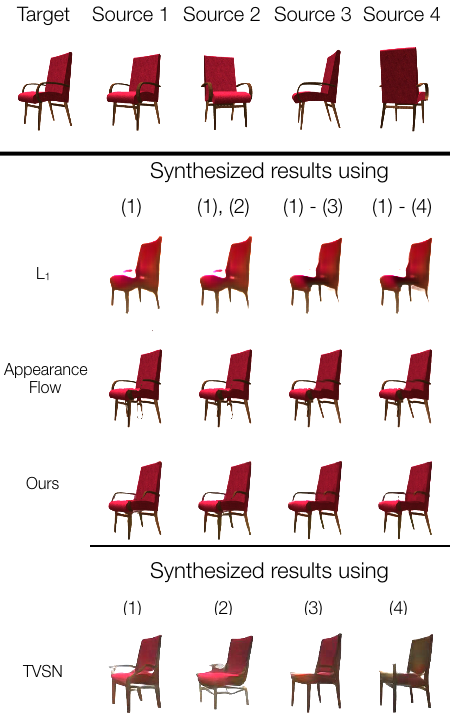 Target Source 1 Source 2 Source 3 Source 4
Synthesized results using
(1) (1), (2) (1) - (3) (1) - (4)
L₁
Appearance
Flow
Ours
Synthesized results using
(1) (2) (3) (4)
TVSN